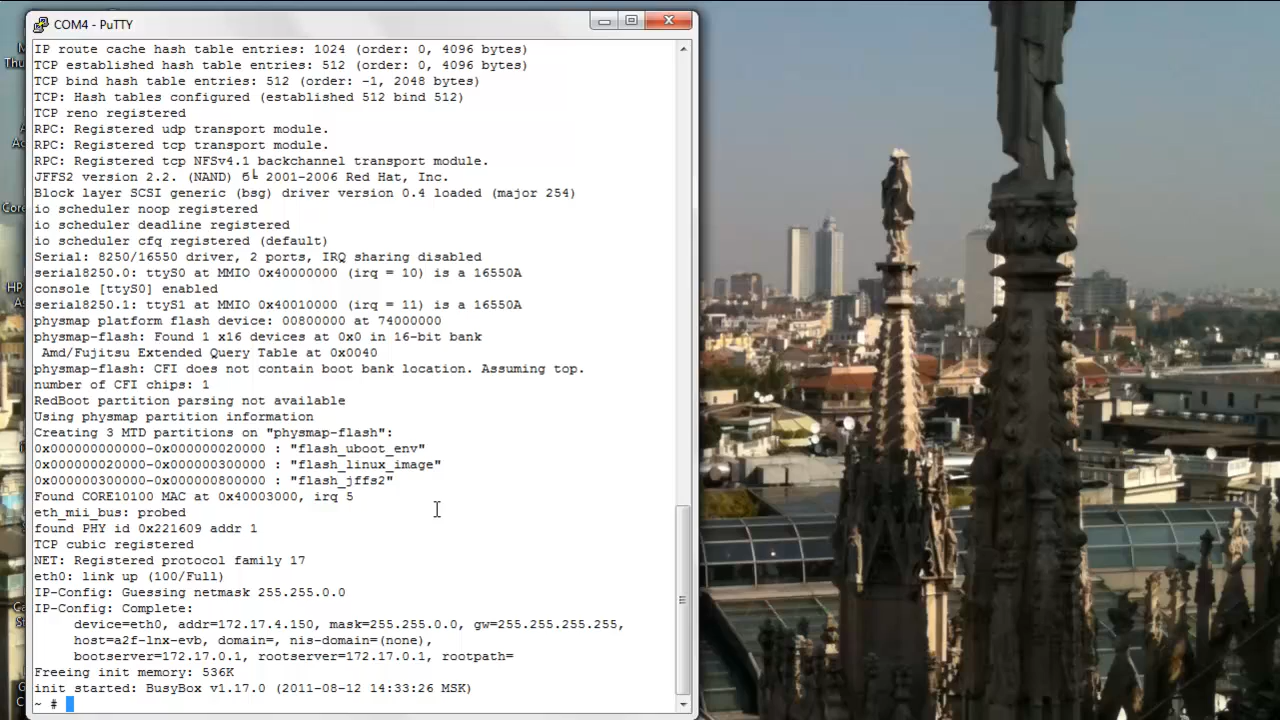 COM4 - PuTTY
IP route cache hash table entries: 1024 (order: 0, 4096 bytes)
TCP established hash table entries: 512 (order: 0, 4096 bytes)
TCP bind hash table entries: 512 (order: -1, 2048 bytes)
TCP: Hash tables configured (established 512 bind 512)
TCP reno registered
RPC: Registered udp transport module.
RPC: Registered tcp transport module.
RPC: Registered tcp NFSv4.1 backchannel transport module.
JFFS2 version 2.2. (NAND) 2001-2006 Red Hat, Inc.
Block layer SCSI generic (bsg) driver version 0.4 loaded (major 254)
io scheduler noop registered
io scheduler deadline registered
io scheduler cfq registered (default)
Serial: 8250/16550 driver, 2 ports, IRQ sharing disabled
serial8250.0: ttyS0 at MMIO 0x40000000 (irq = 10) is a 16550A
console [ttyS0] enabled
serial8250.1: ttyS1 at MMIO 0x40010000 (irq = 11) is a 16550A
physmap platform flash device: 00800000 at 74000000
physmap-flash: Found 1 x16 devices at 0x0 in 16-bit bank
Amd/Fujitsu Extended Query Table at 0x0040
physmap-flash: CFI does not contain boot bank location. Assuming top.
number of CFI chips: 1
RedBoot partition parsing not available
Using physmap partition information
Creating 3 MTD partitions on "physmap-flash":
0x000000000000-0x000000020000 : "flash_uboot_env"
0x000000020000-0x000000300000 : "flash_linux_image"
0x000000300000-0x000000800000 : "flash_jffs2"
Found CORE10100 MAC at 0x40003000, irq 5
eth_mii_bus: probed
found PHY id 0x221609 addr 1
TCP cubic registered
NET: Registered protocol family 17
eth0: link up (100/Full)
IP-Config: Guessing netmask 255.255.0.0
IP-Config: Complete:
device=eth0, addr=172.17.4.150, mask=255.255.0.0, gw=255.255.255.255,
host=a2f-lnx-evb, domain=, nis-domain=(none),
bootserver=172.17.0.1, rootserver=172.17.0.1, rootpath=
Freeing init memory: 536K
init started: BusyBox v1.17.0 (2011-08-12 14:33:26 MSK)
~ #